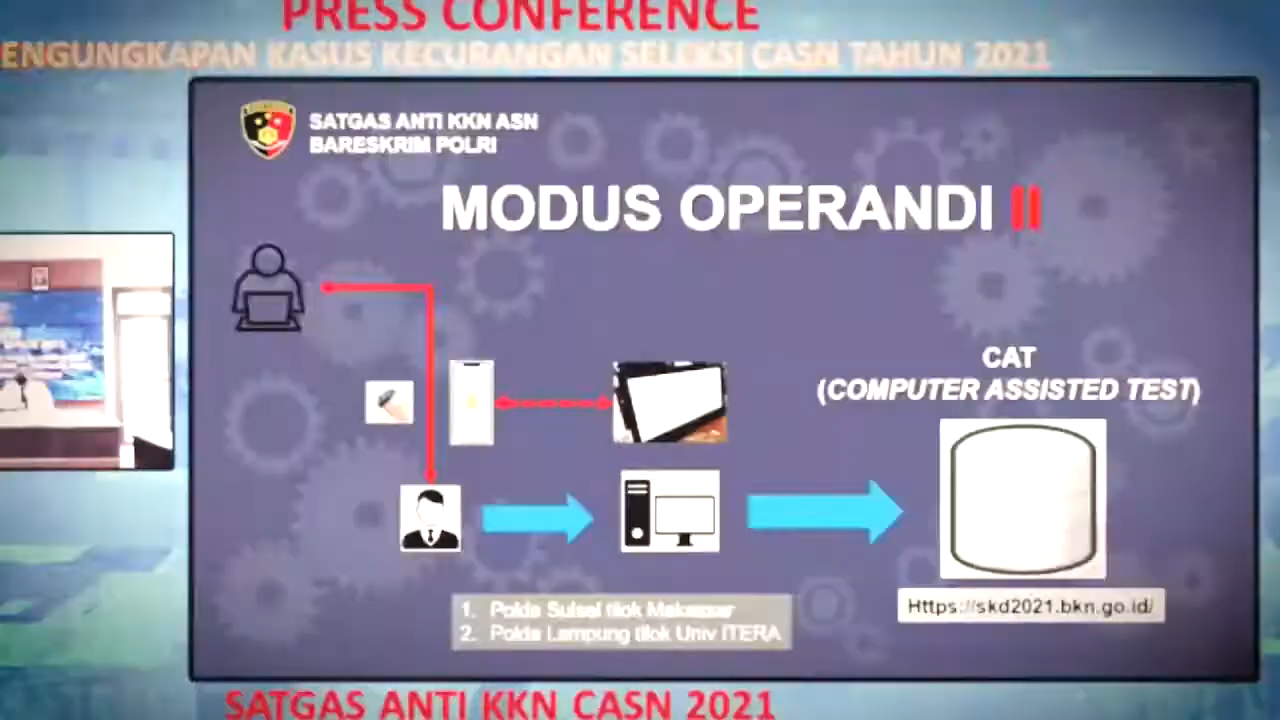 PRESS CONFERENCE
ENGUNGKAPAN KASUS KECURANGAN SELEKSI CASN TAHUN 2021
SATGAS ANTI KKN ASN
BARESKRIM POLRI
MODUS OPERANDI II
CAT
(COMPUTER ASSISTED TEST)
Https://skd2021.bkn.go.id/
1. Polda Sulsel tilok Makassar
2. Polda Lampung tilok Univ ITERA
SATGAS ANTI KKN CASN 2021